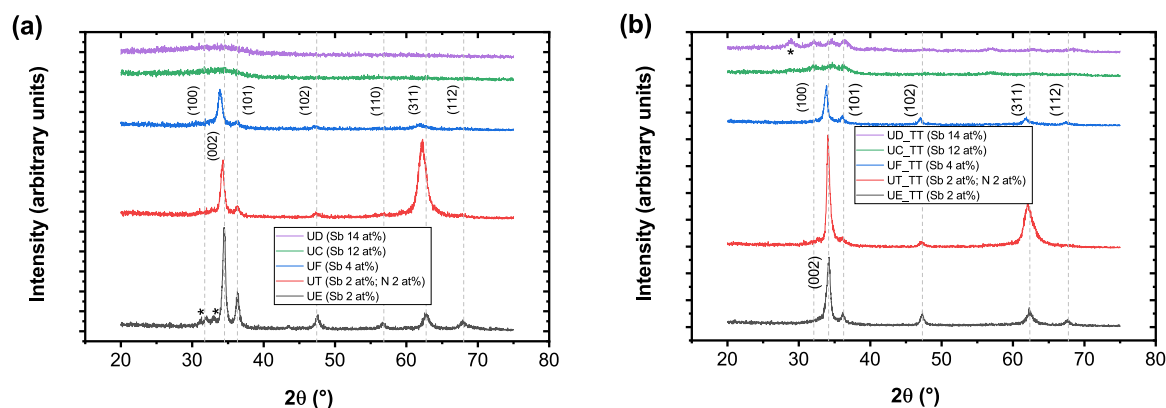 (a)
Intensity (arbitrary units)
(100)
(002)
(101)
(102)
(110)
(311)
(112)
UD (Sb 14 at%)
UC (Sb 12 at%)
UF (Sb 4 at%)
UT (Sb 2 at%; N 2 at%)
UE (Sb 2 at%)
* *
20 30 40 50 60 70 80
2θ (°)
(b)
Intensity (arbitrary units)
*
(100)
(101)
(102)
(311)
(112)
UD_TT (Sb 14 at%)
UC_TT (Sb 12 at%)
UF_TT (Sb 4 at%)
UT_TT (Sb 2 at%; N 2 at%)
UE_TT (Sb 2 at%)
(002)
20 30 40 50 60 70 80
2θ (°)